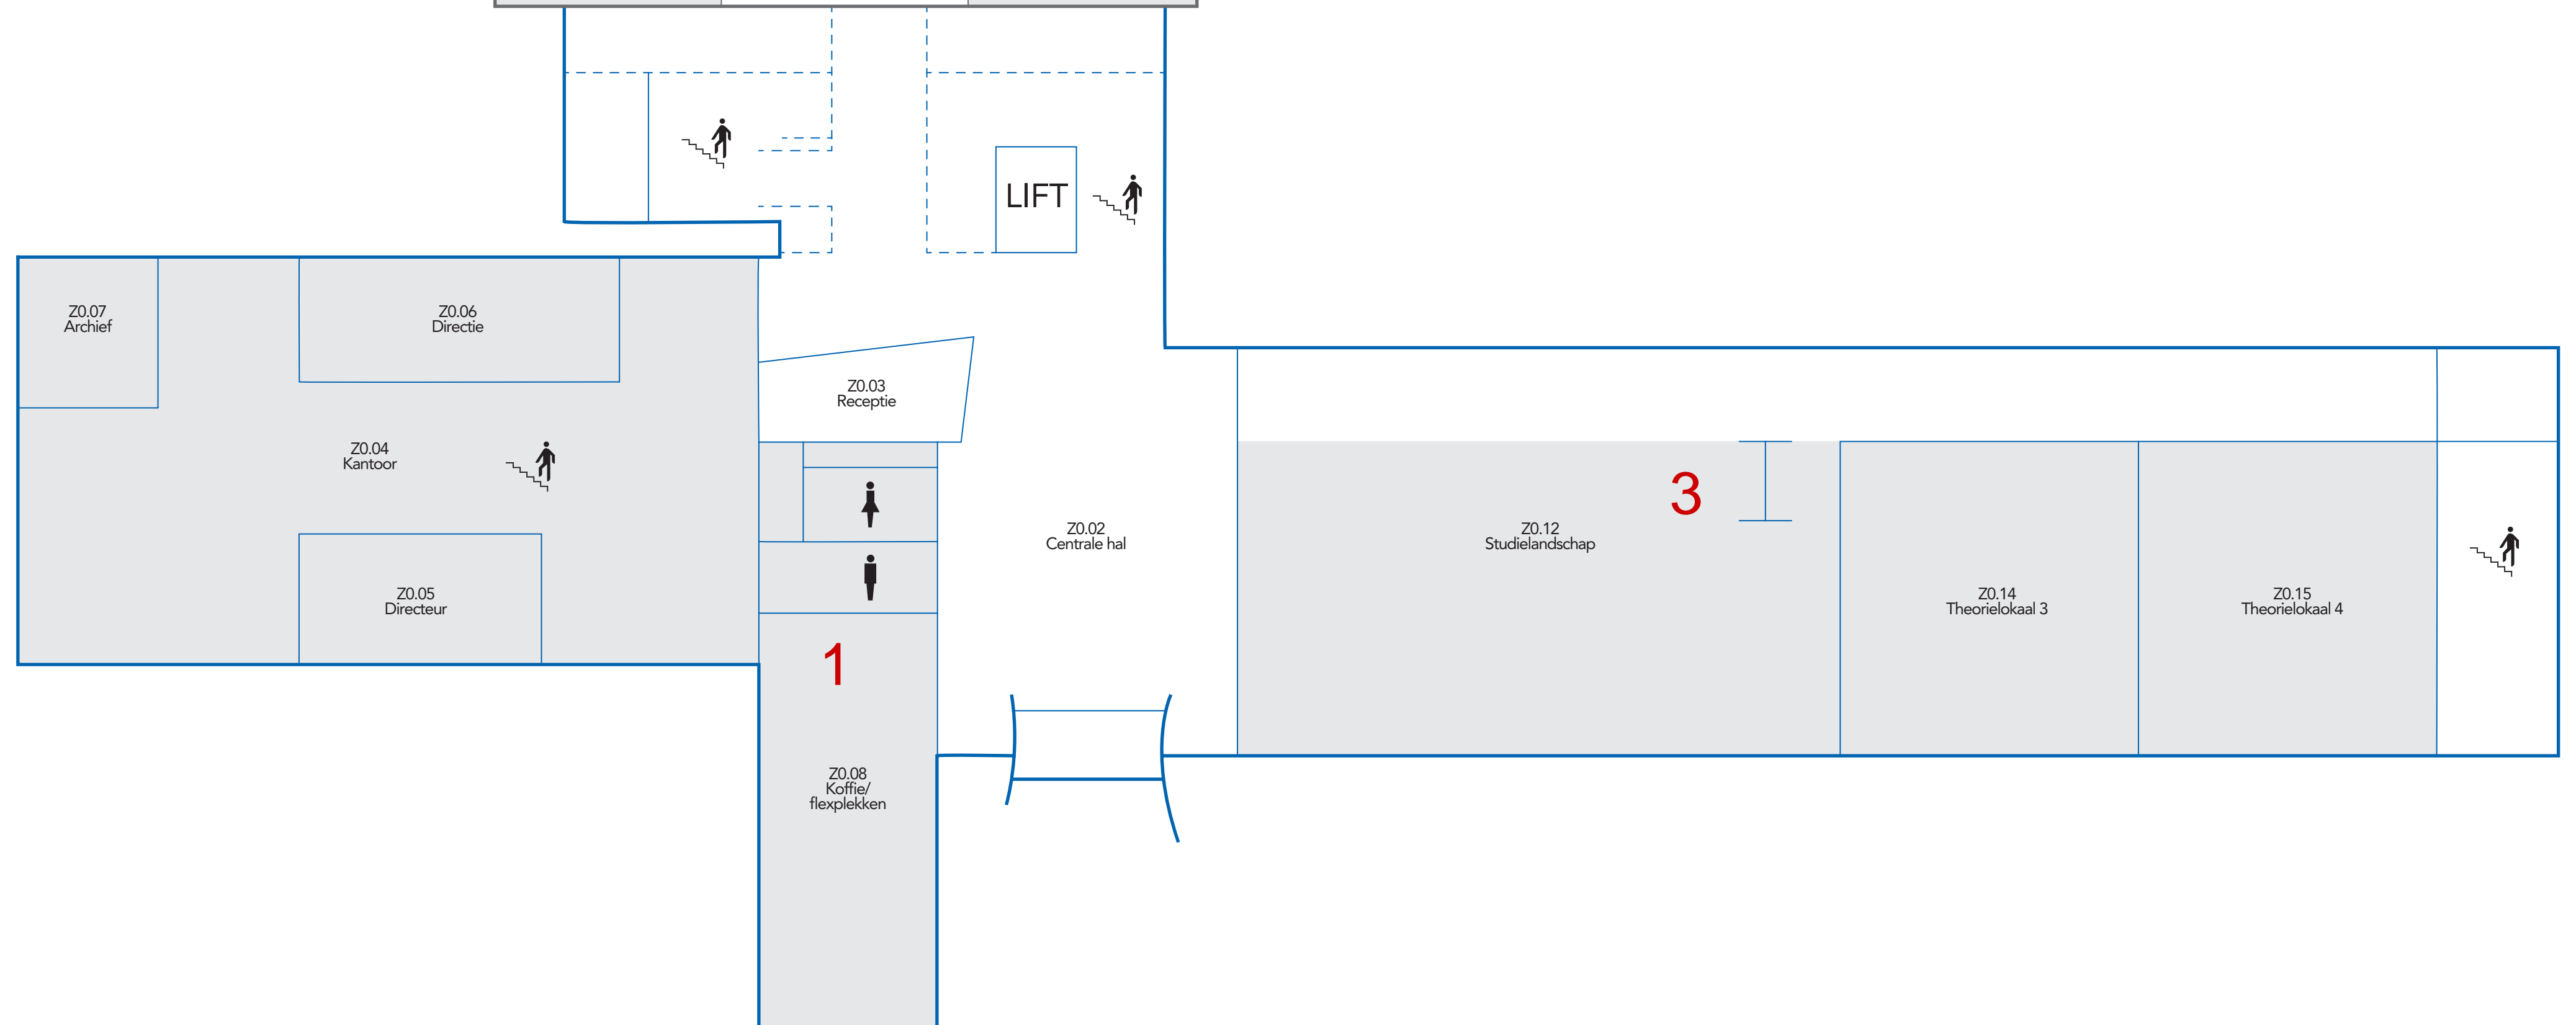 LIFT
Z0.07
Archief
Z0.06
Directie
Z0.03
Receptie
Z0.04
Kantoor
3
Z0.02
Centrale hal
Z0.12
Studielandschap
Z0.05
Directeur
Z0.14
Theorielokaal 3
Z0.15
Theorielokaal 4
1
Z0.08
Koffie/
flexplekken